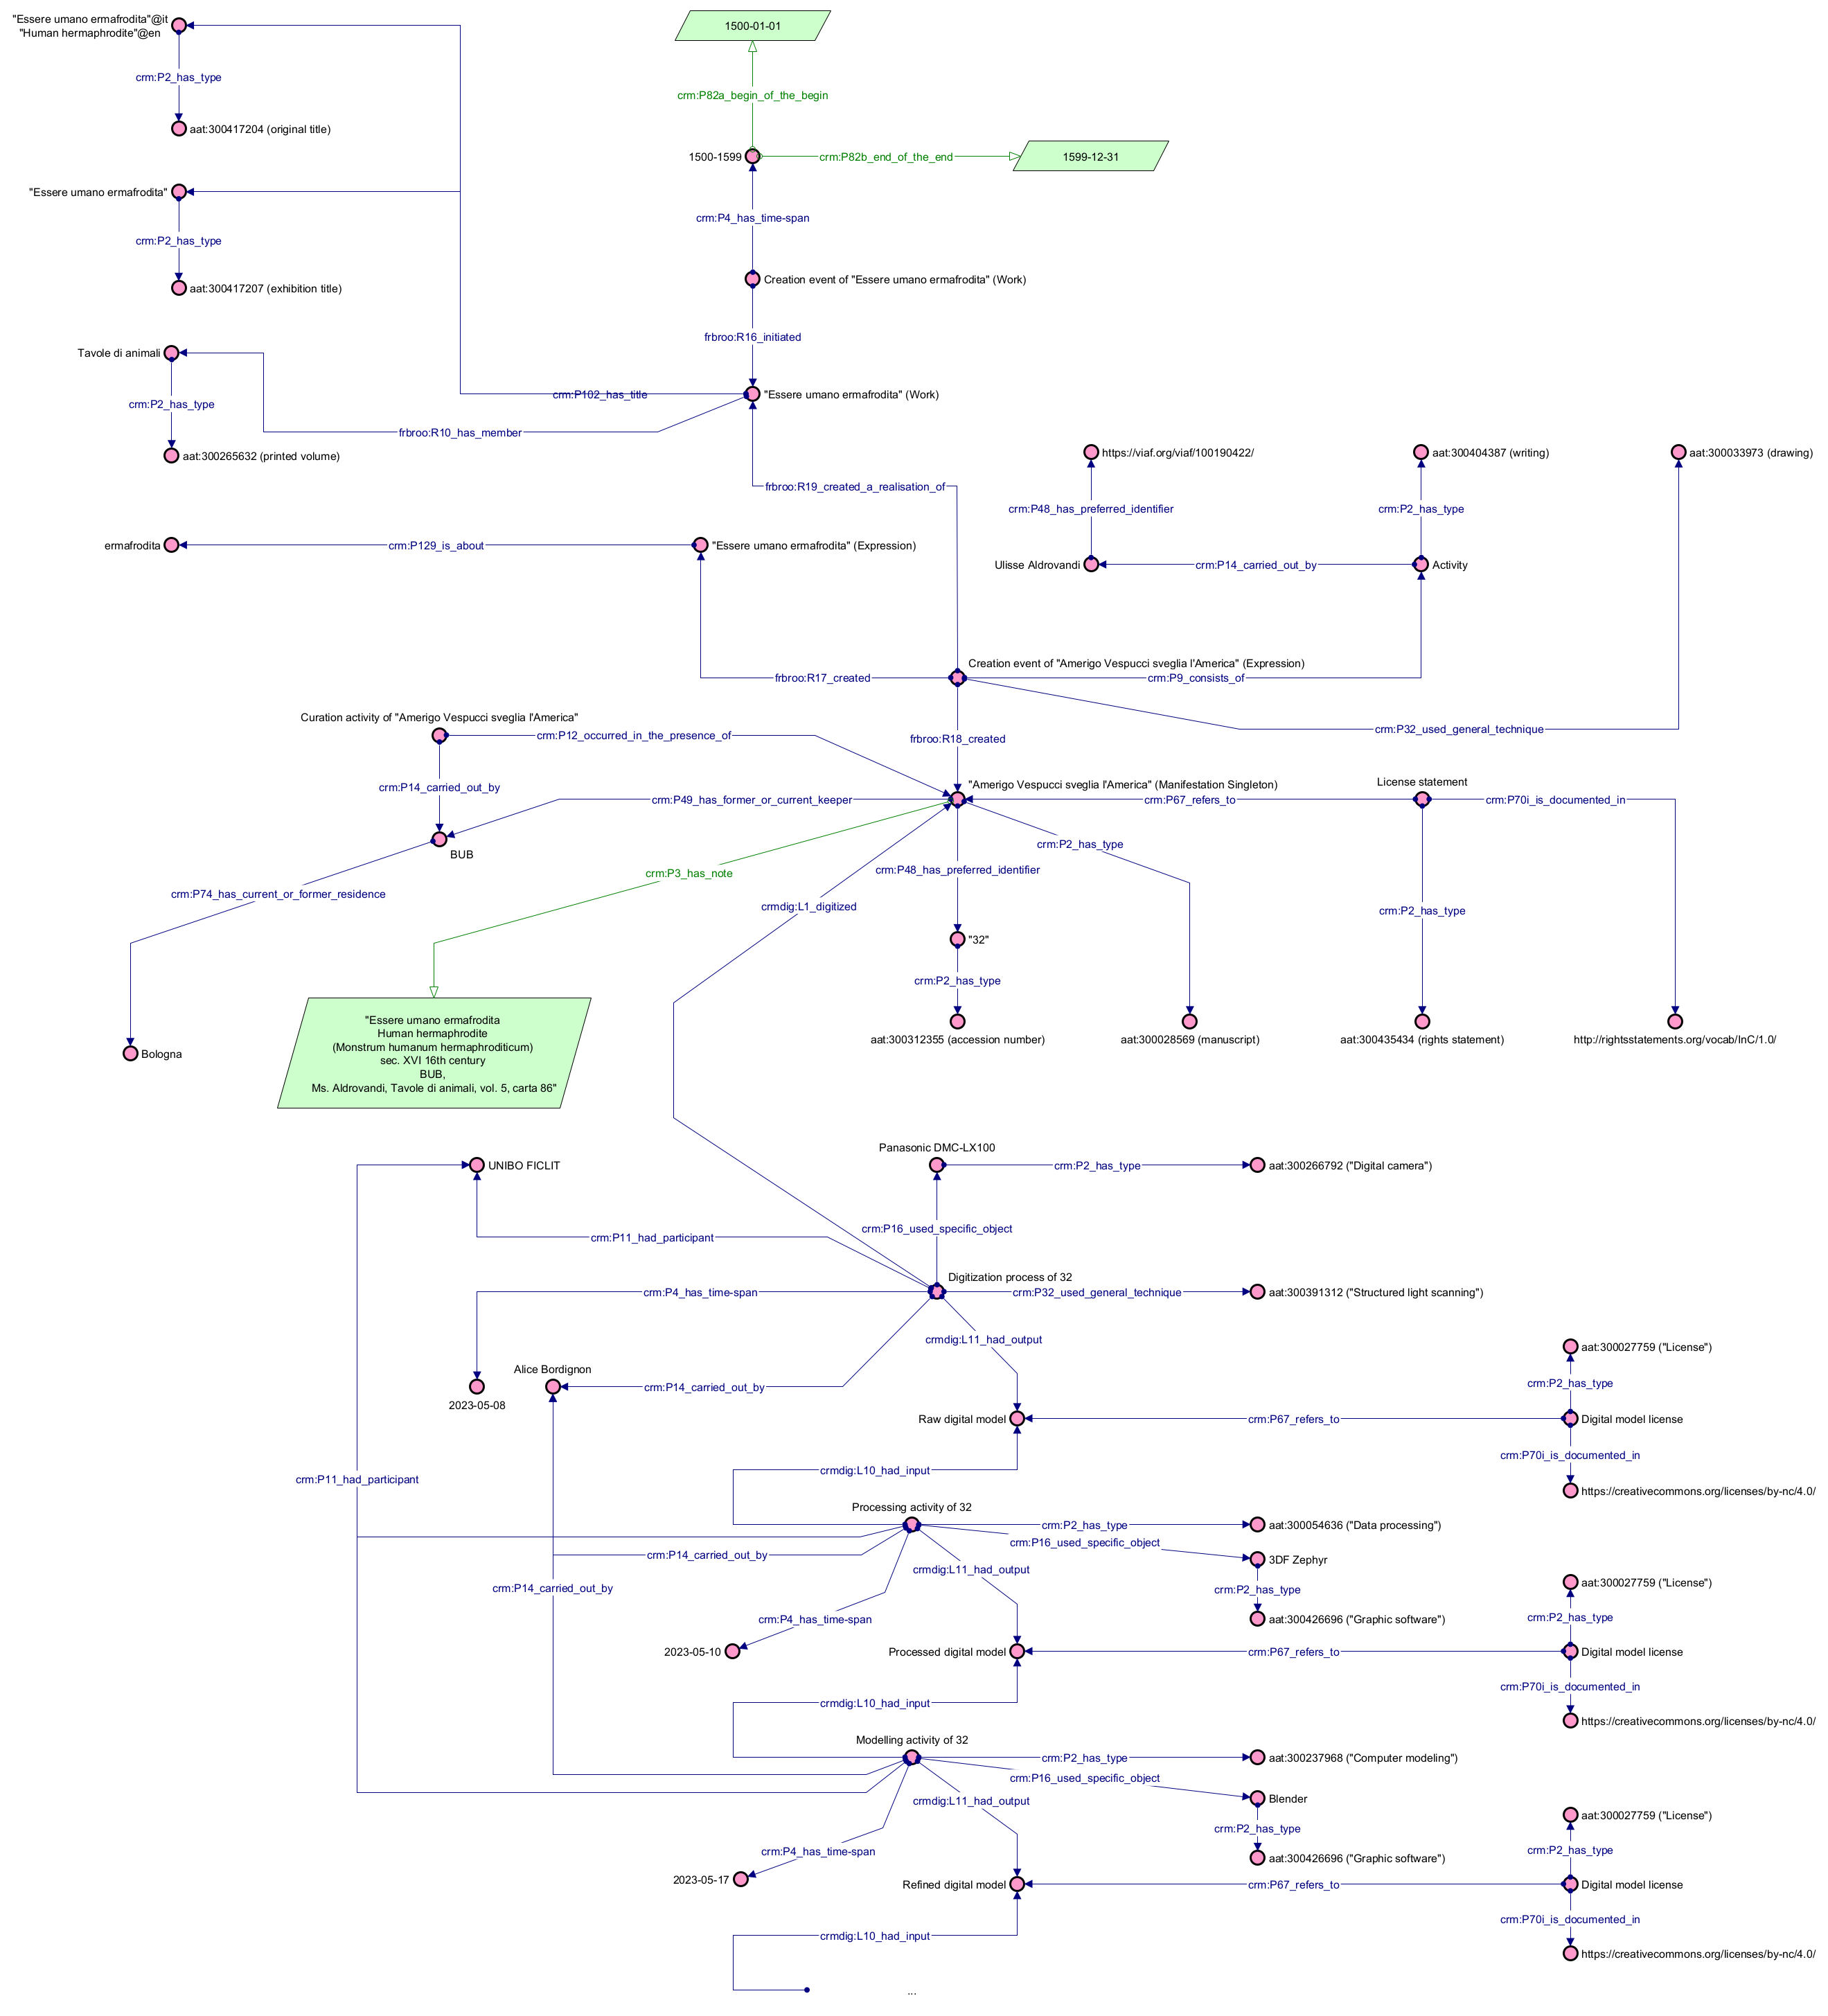 "Essere umano ermafrodita"@it
"Human hermaphrodite"@en
crm:P2_has_type
aat:300417204 (original title)
"Essere umano ermafrodita"
crm:P2_has_type
aat:300417207 (exhibition title)
Tavole di animali
crm:P2_has_type
aat:300265632 (printed volume)
1500-01-01
crm:P82a_begin_of_the_begin
1500-1599
crm:P82b_end_of_the_end
1599-12-31
crm:P4_has_time-span
Creation event of "Essere umano ermafrodita" (Work)
frbroo:R16_initiated
crm:P102_has_title
"Essere umano ermafrodita" (Work)
frbroo:R10_has_member
frbroo:R19_created_a_realisation_of
https://viaf.org/viaf/100190422/
aat:300404387 (writing)
aat:300033973 (drawing)
crm:P48_has_preferred_identifier
crm:P2_has_type
ermafrodita
crm:P129_is_about
"Essere umano ermafrodita" (Expression)
Ulisse Aldrovandi
crm:P14_carried_out_by
Activity
Creation event of "Amerigo Vespucci sveglia l'America" (Expression)
frbroo:R17_created
crm:P9_consists_of
crm:P32_used_general_technique
Curation activity of "Amerigo Vespucci sveglia l'America"
crm:P12_occurred_in_the_presence_of
frbroo:R18_created
crm:P14_carried_out_by
"Amerigo Vespucci sveglia l'America" (Manifestation Singleton)
License statement
crm:P49_has_former_or_current_keeper
crm:P67_refers_to
crm:P70i_is_documented_in
BUB
crm:P2_has_type
crm:P3_has_note
crm:P48_has_preferred_identifier
crm:P74_has_current_or_former_residence
crmdig:L1_digitized
crm:P2_has_type
"32"
crm:P2_has_type
aat:300312355 (accession number)
aat:300028569 (manuscript)
aat:300435434 (rights statement)
http://rightsstatements.org/vocab/InC/1.0/
Bologna
"Essere umano ermafrodita
Human hermaphrodite
(Monstrum humanum hermaphroditicum)
sec. XVI 16th century
BUB,
Ms. Aldrovandi, Tavole di animali, vol. 5, carta 86"
Panasonic DMC-LX100
UNIBO FICLIT
crm:P2_has_type
aat:300266792 ("Digital camera")
crm:P16_used_specific_object
crm:P11_had_participant
Digitization process of 32
crm:P4_has_time-span
crm:P32_used_general_technique
aat:300391312 ("Structured light scanning")
crmdig:L11_had_output
Alice Bordignon
crm:P14_carried_out_by
2023-05-08
aat:300027759 ("License")
crm:P2_has_type
Raw digital model
crm:P67_refers_to
Digital model license
crm:P70i_is_documented_in
https://creativecommons.org/licenses/by-nc/4.0/
crm:P11_had_participant
crmdig:L10_had_input
Processing activity of 32
crm:P2_has_type
aat:300054636 ("Data processing")
crm:P16_used_specific_object
3DF Zephyr
crm:P14_carried_out_by
crmdig:L11_had_output
crm:P14_carried_out_by
crm:P2_has_type
aat:300426696 ("Graphic software")
crm:P4_has_time-span
2023-05-10
aat:300027759 ("License")
crm:P2_has_type
Processed digital model
crm:P67_refers_to
Digital model license
crm:P70i_is_documented_in
https://creativecommons.org/licenses/by-nc/4.0/
crmdig:L10_had_input
Modelling activity of 32
crm:P2_has_type
aat:300237968 ("Computer modeling")
crm:P16_used_specific_object
Blender
crmdig:L11_had_output
crm:P2_has_type
aat:300426696 ("Graphic software")
crm:P4_has_time-span
2023-05-17
aat:300027759 ("License")
crm:P2_has_type
Refined digital model
crm:P67_refers_to
Digital model license
crm:P70i_is_documented_in
https://creativecommons.org/licenses/by-nc/4.0/
crmdig:L10_had_input
...